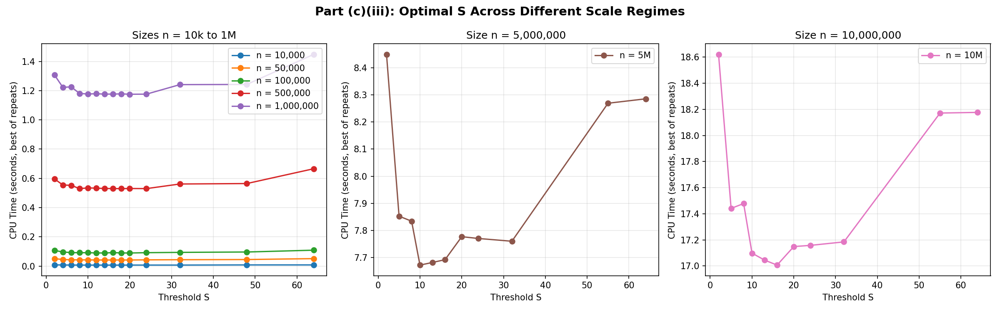 Part (c)(iii): Optimal S Across Different Scale Regimes
Sizes n = 10k to 1M
CPU Time (seconds, best of repeats)
1.4
1.2
1.0
0.8
0.6
0.4
0.2
0.0
n = 10,000
n = 50,000
n = 100,000
n = 500,000
n = 1,000,000
0 10 20 30 40 50 60
Threshold S
Size n = 5,000,000
CPU Time (seconds, best of repeats)
8.4
8.3
8.2
8.1
8.0
7.9
7.8
7.7
n = 5M
0 10 20 30 40 50 60
Threshold S
Size n = 10,000,000
CPU Time (seconds, best of repeats)
18.6
18.4
18.2
18.0
17.8
17.6
17.4
17.2
17.0
n = 10M
0 10 20 30 40 50 60
Threshold S